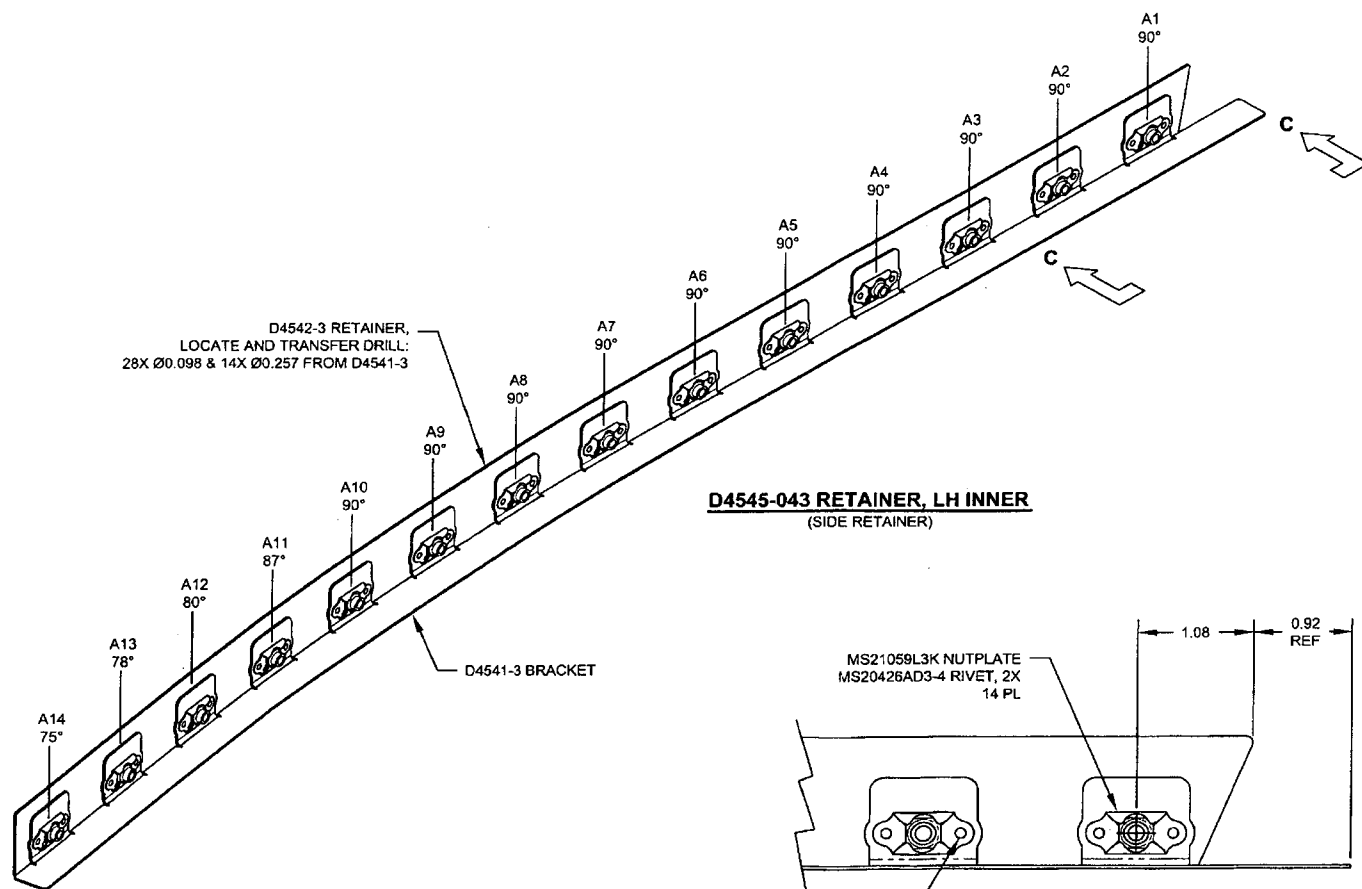 A1
90°
A2
90°
A3
90°
A4
90°
A5
90°
A6
90°
A7
90°
A8
90°
A9
90°
A10
90°
A11
87°
A12
80°
A13
78°
A14
75°
C
C
D4542-3 RETAINER,
LOCATE AND TRANSFER DRILL:
28X Ø0.098 & 14X Ø0.257 FROM D4541-3
D4541-3 BRACKET
D4545-043 RETAINER, LH INNER
(SIDE RETAINER)
1.08
0.92
REF
MS21059L3K NUTPLATE
MS20426AD3-4 RIVET, 2X
14 PL